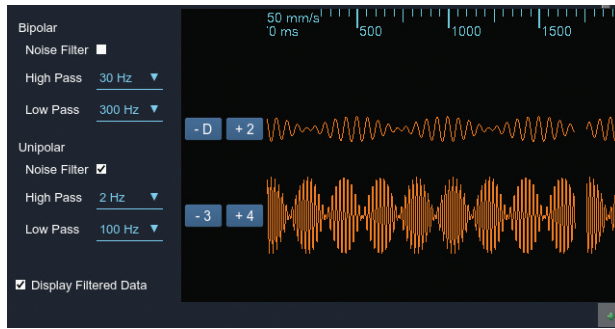 Bipolar
Noise Filter
High Pass 30 Hz ▼
Low Pass 300 Hz ▼
Unipolar
Noise Filter
High Pass 2 Hz ▼
Low Pass 100 Hz ▼
Display Filtered Data
50 mm/s
0 ms 500 1000 1500
- D + 2
- 3 + 4